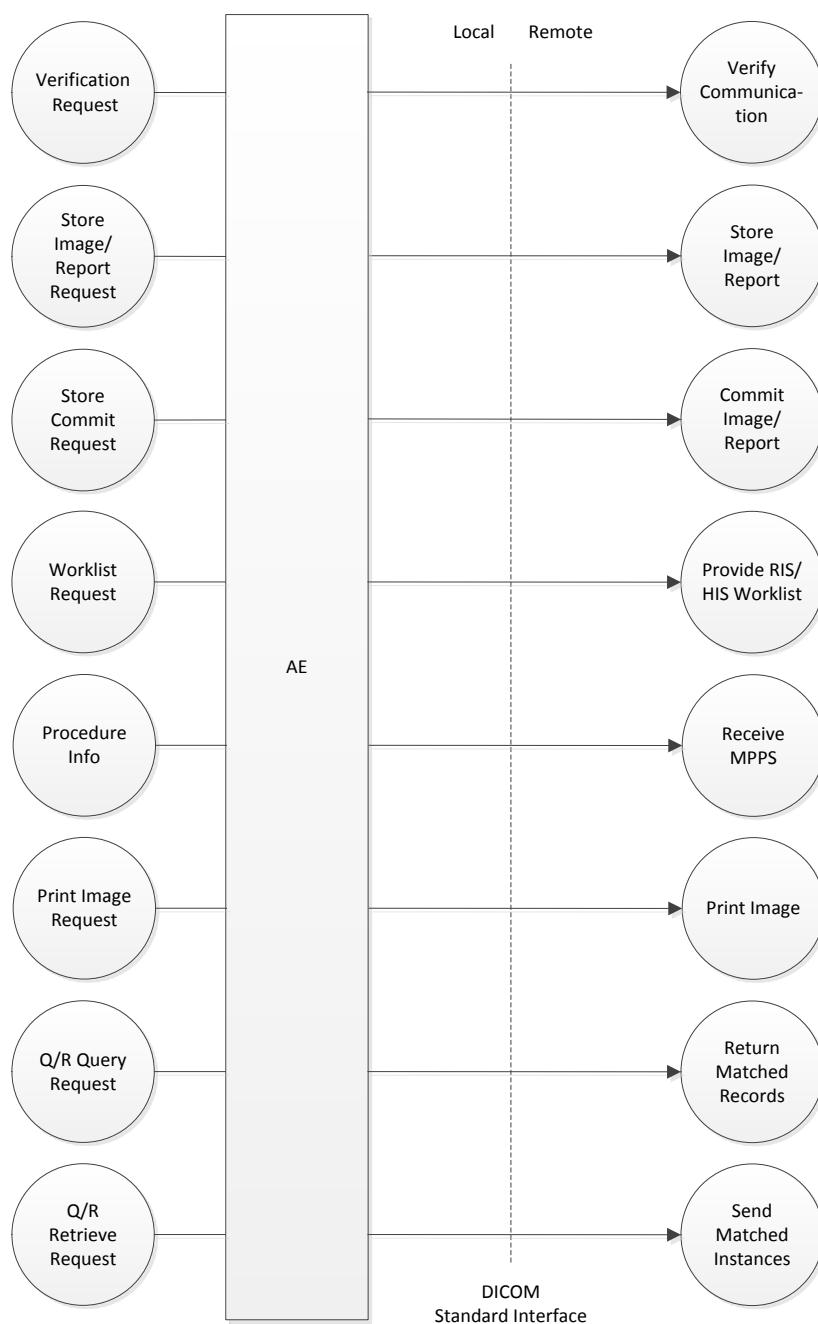 Local Remote
Verification
Request
Verify
Communica-
tion
Store
Image/
Report
Request
Store
Image/
Report
Store
Commit
Request
Commit
Image/
Report
Worklist
Request
Provide RIS/
HIS Worklist
AE
Procedure
Info
Receive
MPPS
Print Image
Request
Print Image
Q/R Query
Request
Return
Matched
Records
Q/R
Retrieve
Request
Send
Matched
Instances
DICOM
Standard Interface